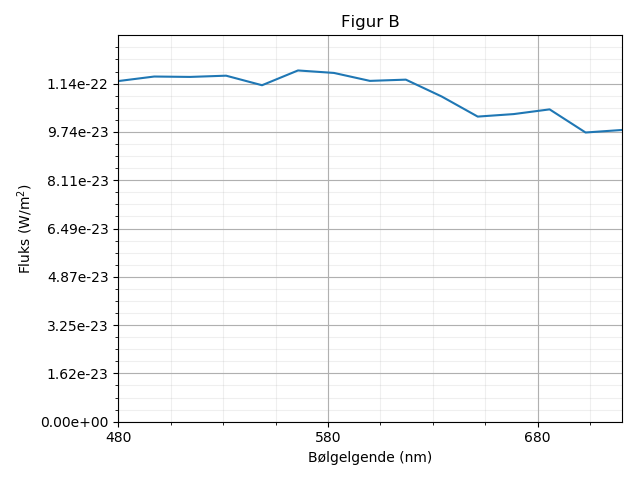 Figur B
Fluks (W/m²)
1.14e-22
9.74e-23
8.11e-23
6.49e-23
4.87e-23
3.25e-23
1.62e-23
0.00e+00
480 580 680
Bølgelgende (nm)